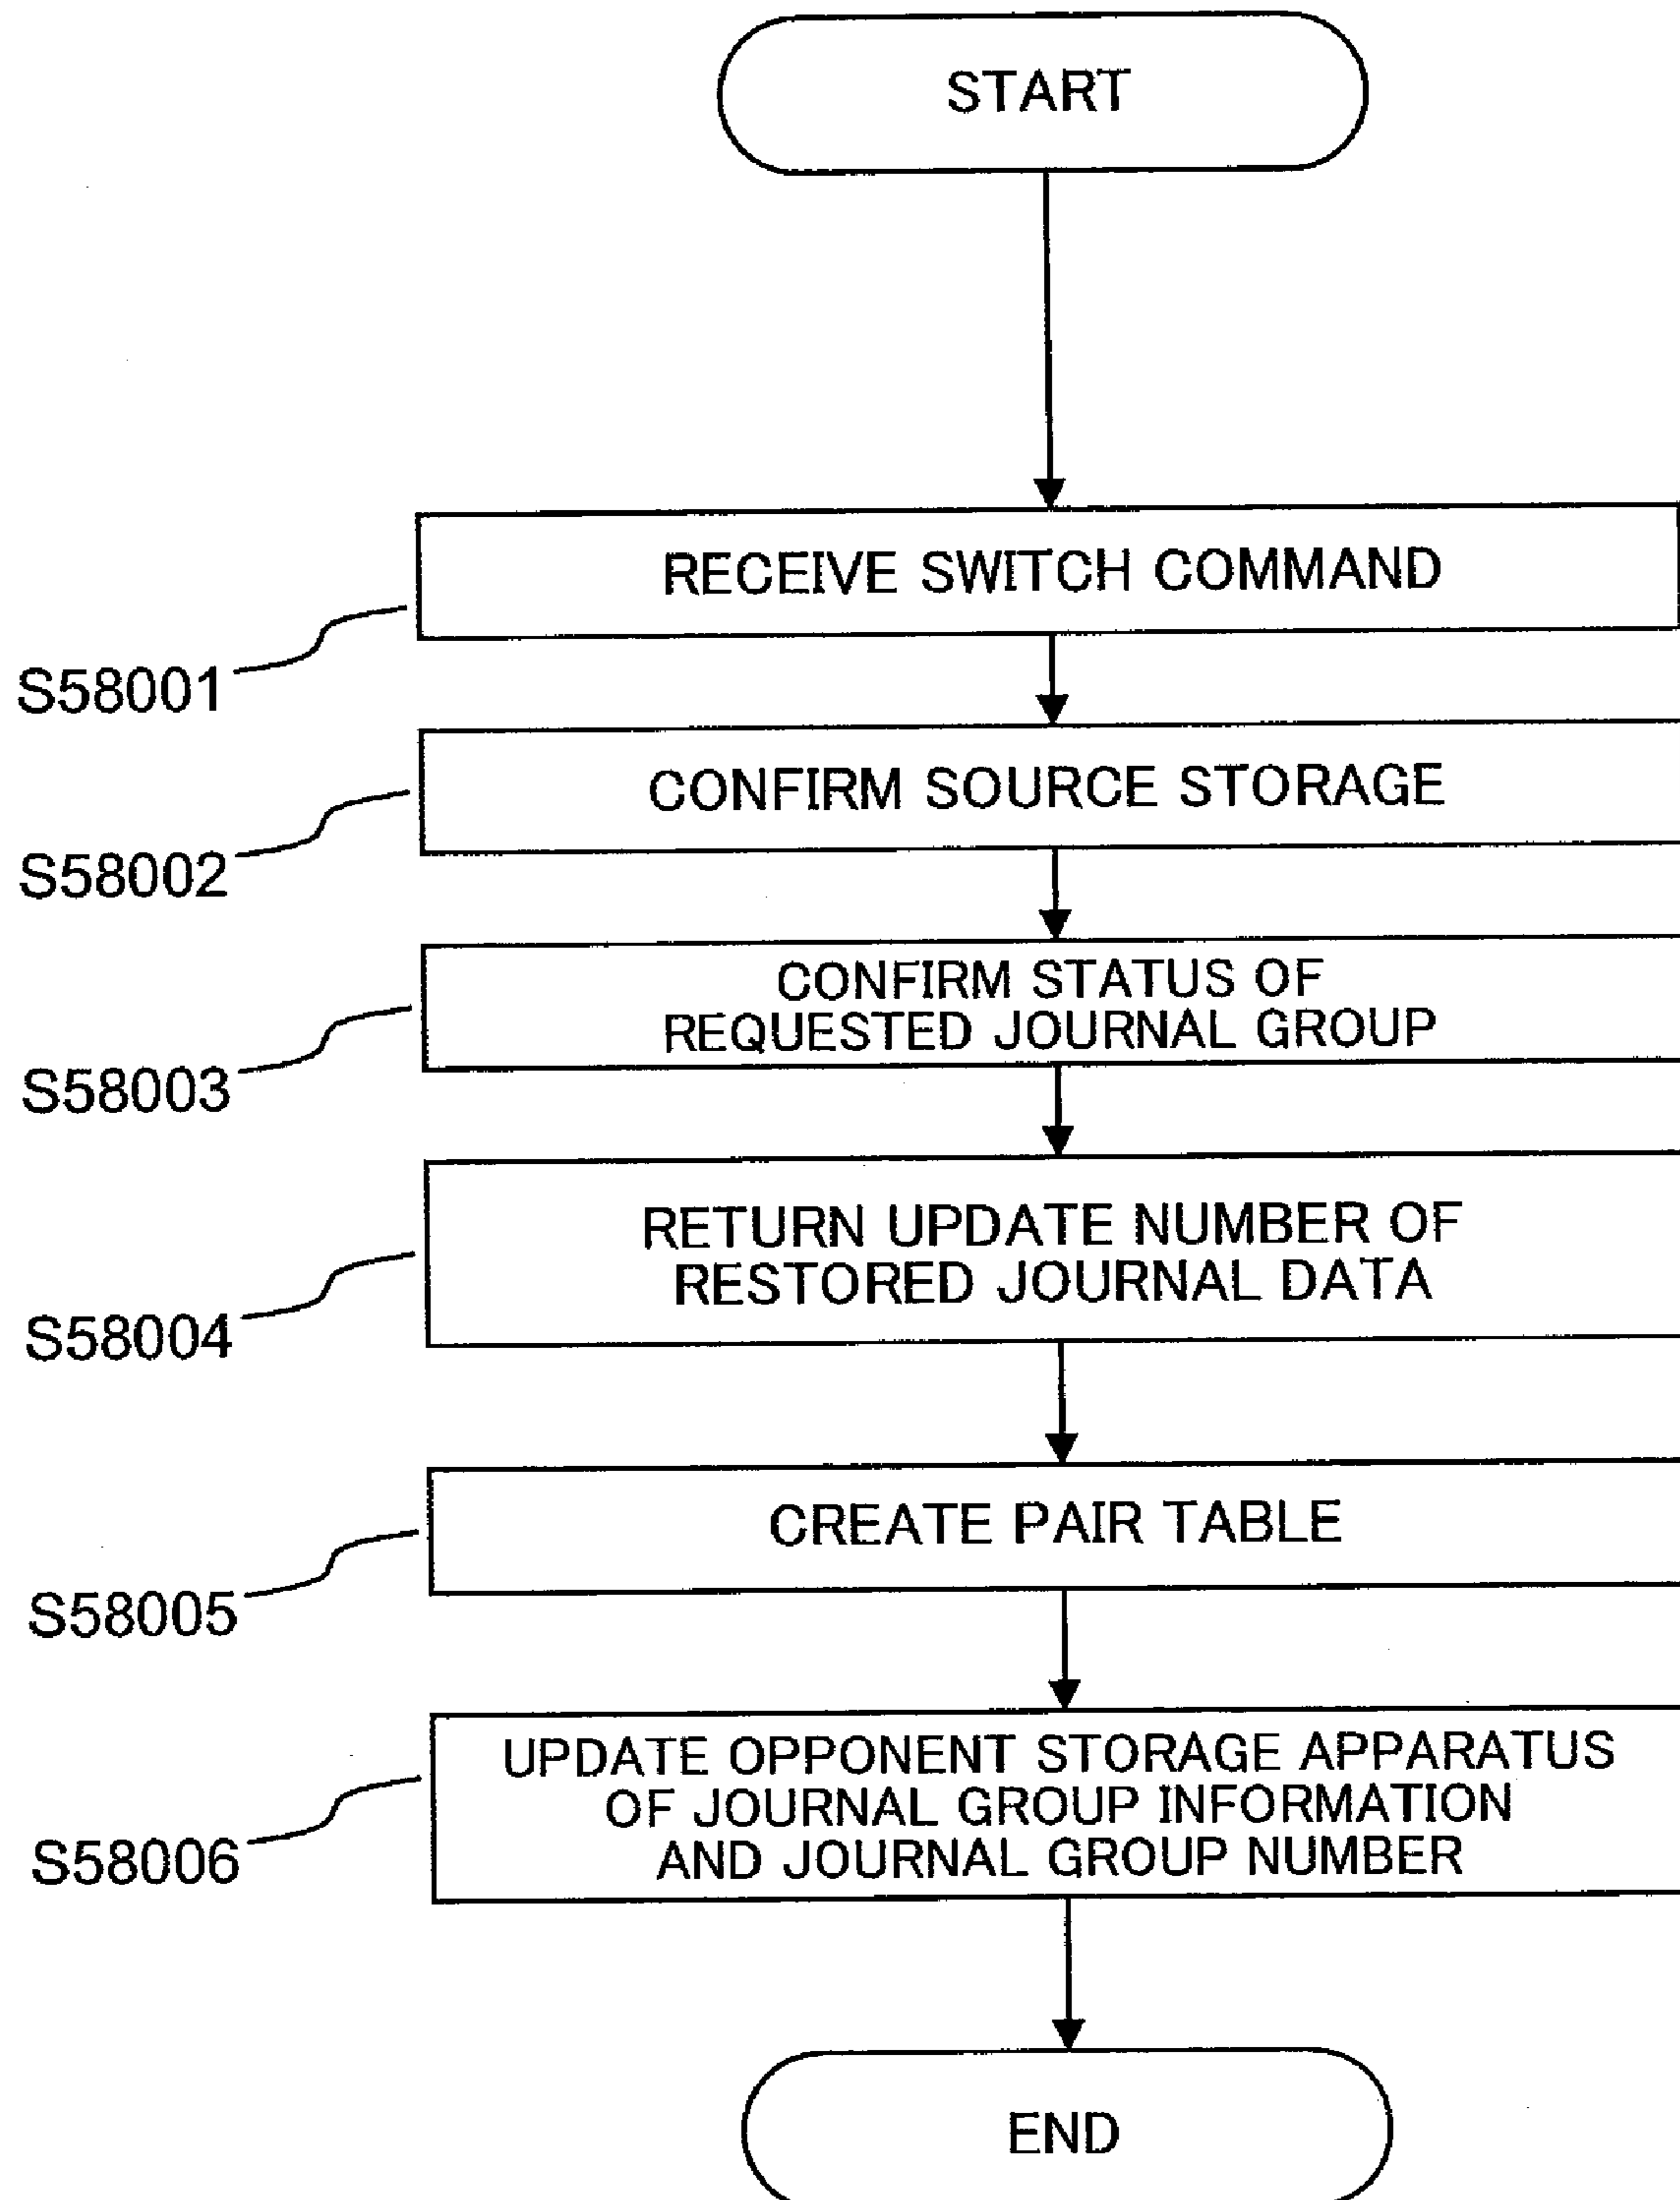 START
RECEIVE SWITCH COMMAND
S58001
CONFIRM SOURCE STORAGE
S58002
CONFIRM STATUS OF
REQUESTED JOURNAL GROUP
S58003
RETURN UPDATE NUMBER OF
RESTORED JOURNAL DATA
S58004
CREATE PAIR TABLE
S58005
UPDATE OPPONENT STORAGE APPARATUS
OF JOURNAL GROUP INFORMATION
AND JOURNAL GROUP NUMBER
S58006
END